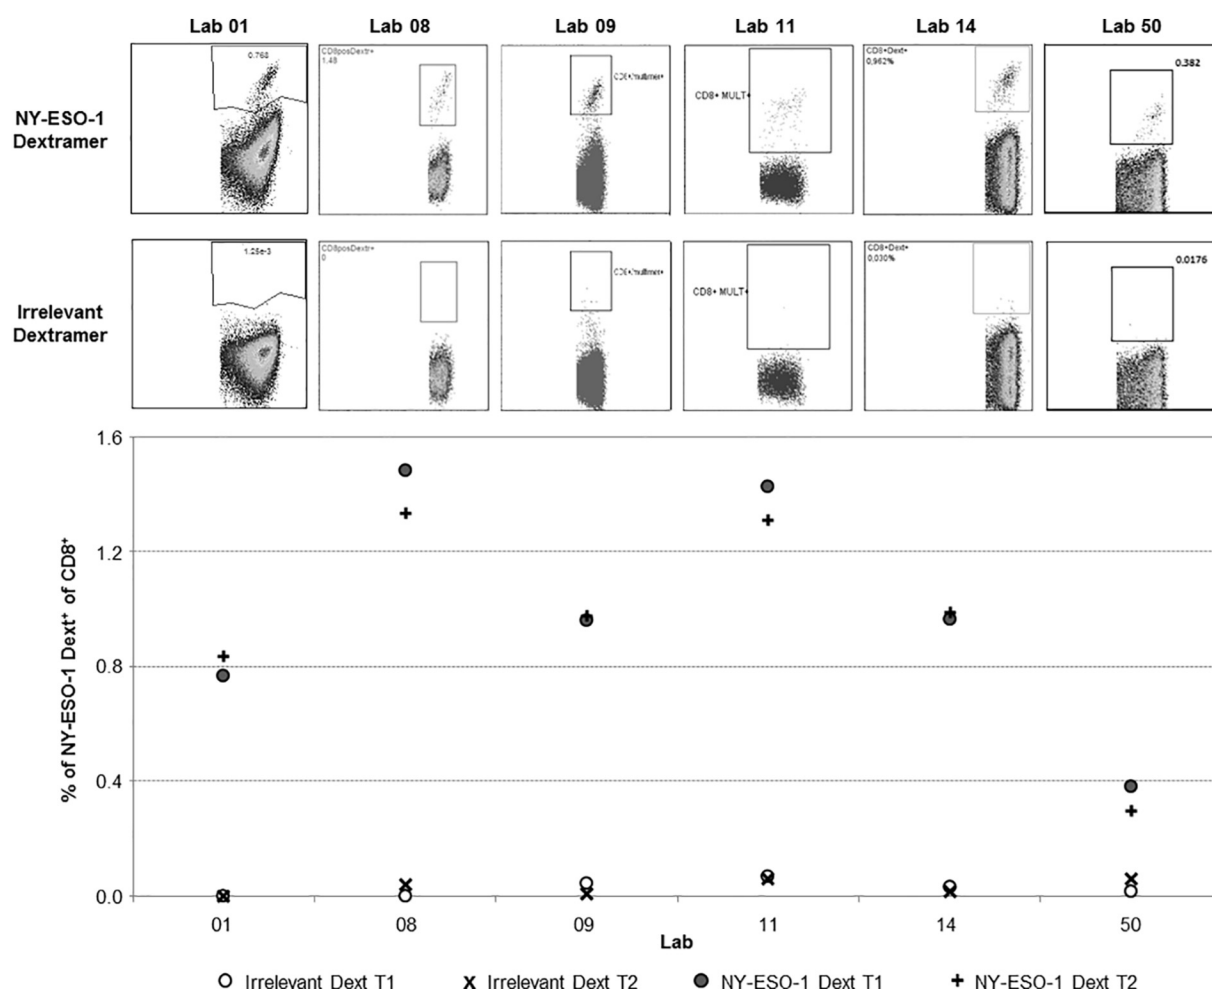 Lab 01 Lab 08 Lab 09 Lab 11 Lab 14 Lab 50
NY-ESO-1
Dextramer
0.768
CD8posDextr+
1.48
CD8+/multimer+
CD8+ MULT+
CD8+Dext+
0,962%
0.382
Irrelevant
Dextramer
1.25e-3
CD8posDextr+
0
CD8+/multimer+
CD8+ MULT+
CD8+Dext+
0,030%
0.0176
% of NY-ESO-1 Dext+ of CD8+
1.6
1.2
0.8
0.4
0.0
01 08 09 11 14 50
Lab
Irrelevant Dext T1 Irrelevant Dext T2 NY-ESO-1 Dext T1 NY-ESO-1 Dext T2